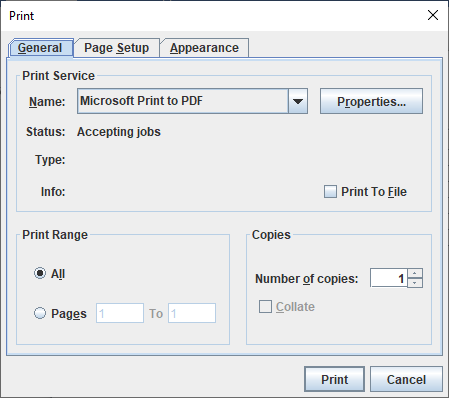 Print
General Page Setup Appearance
Print Service
Name: Microsoft Print to PDF Properties...
Status: Accepting jobs
Type:
Info: Print To File
Print Range Copies
All Number of copies: 1
Pages 1 To 1 Collate
Print Cancel